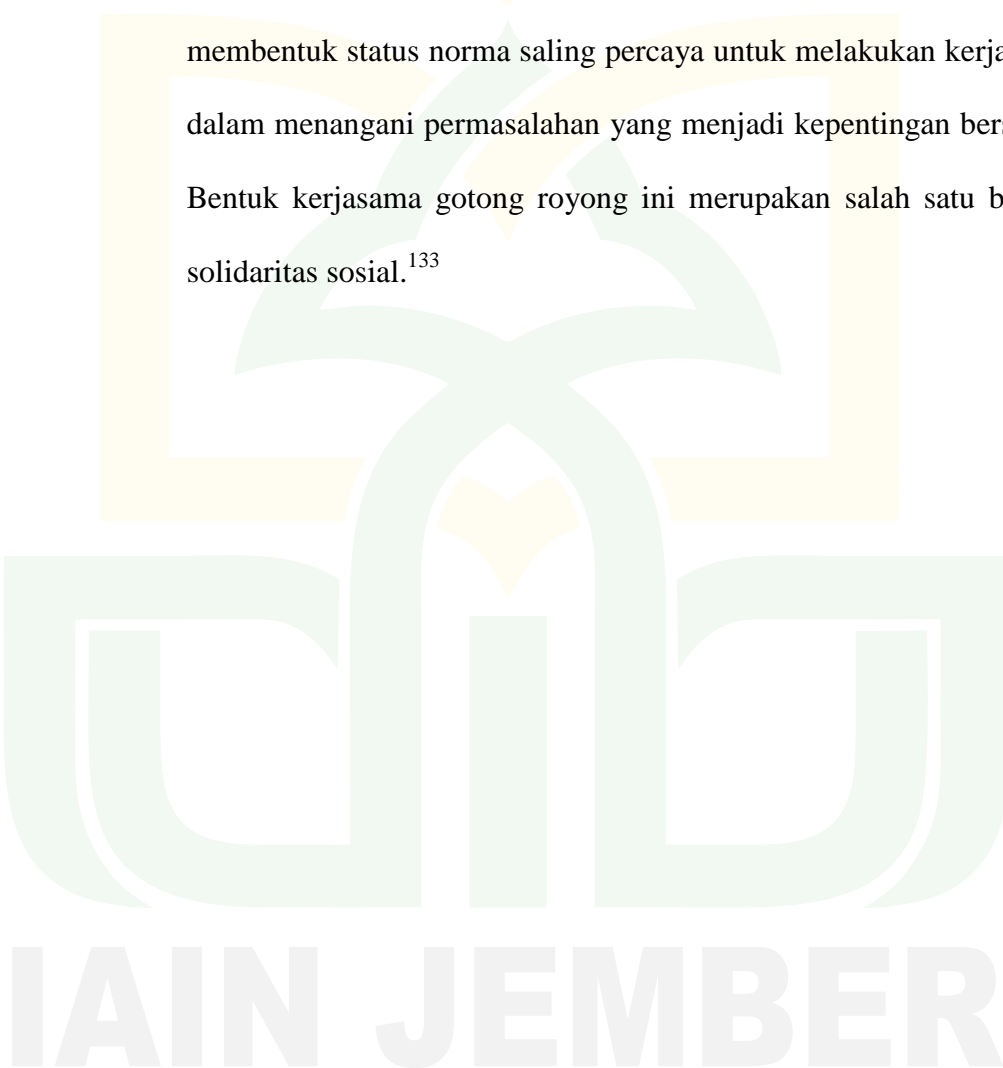 membentuk status norma saling percaya untuk melakukan kerja
dalam menangani permasalahan yang menjadi kepentingan
Bentuk kerjasama gotong royong ini merupakan salah satu
solidaritas sosial.133
IAIN JEMBER